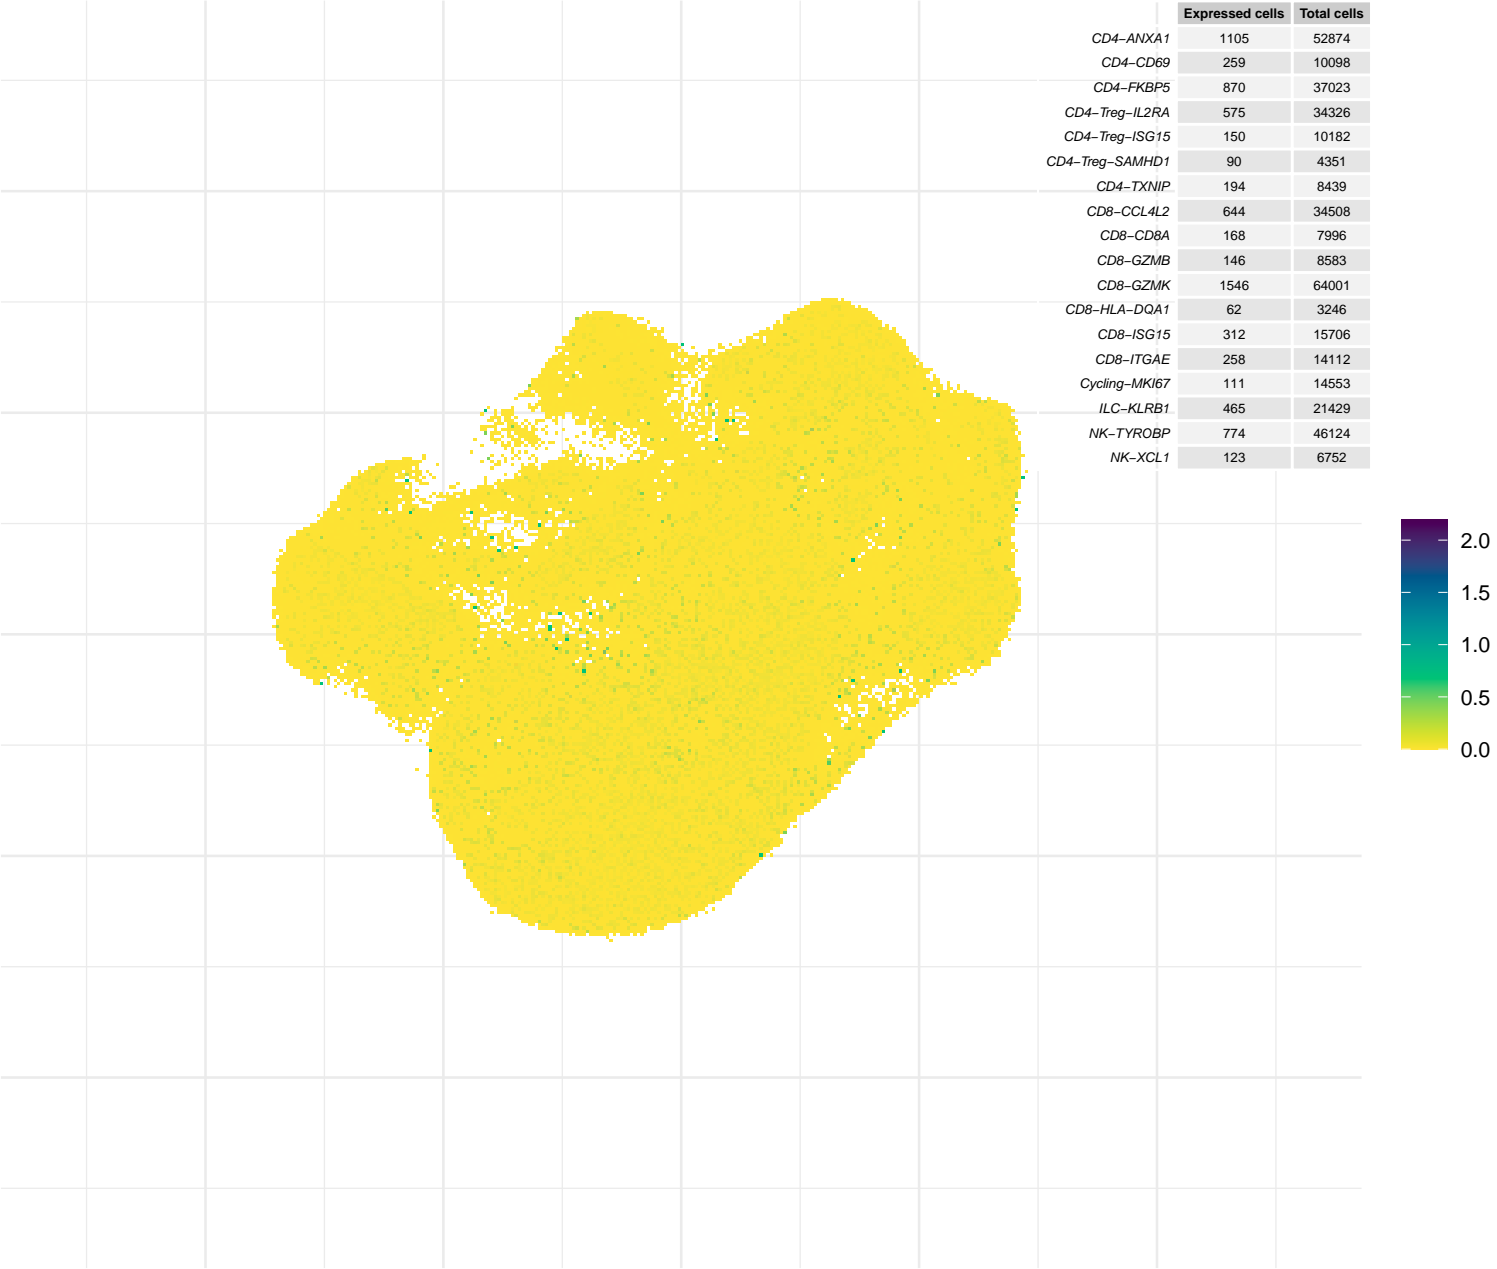 Expressed cells Total cells
CD4−ANXA1 1105 52874
CD4−CD69 259 10098
CD4−FKBP5 870 37023
CD4−Treg−IL2RA 575 34326
CD4−Treg−ISG15 150 10182
CD4−Treg−SAMHD1 90 4351
CD4−TXNIP 194 8439
CD8−CCL4L2 644 34508
CD8−CD8A 168 7996
CD8−GZMB 146 8583
CD8−GZMK 1546 64001
CD8−HLA−DQA1 62 3246
CD8−ISG15 312 15706
CD8−ITGAE 258 14112
Cycling−MKI67 111 14553
ILC−KLRB1 465 21429
NK−TYROBP 774 46124
NK−XCL1 123 6752
2.0
1.5
1.0
0.5
0.0